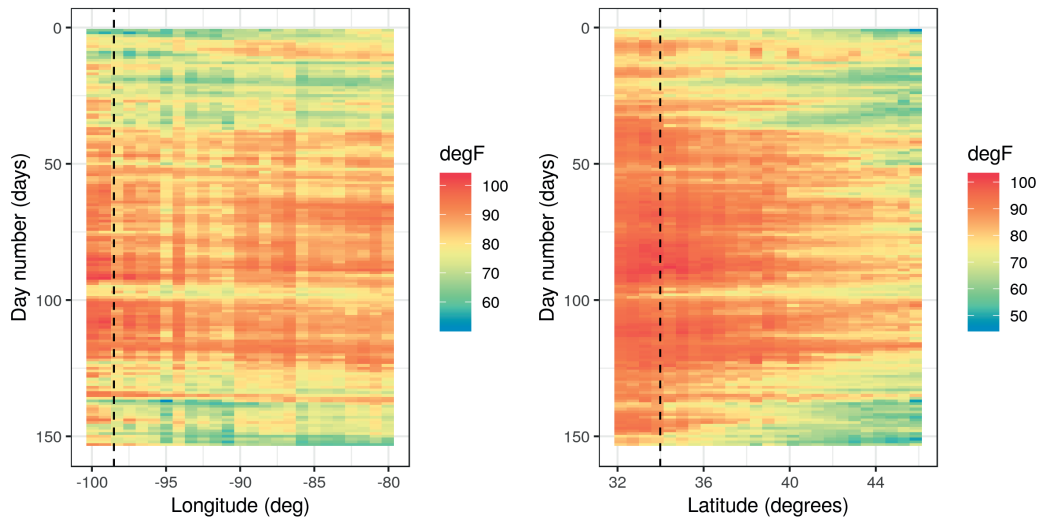 0
50
100
150
Day number (days)
-100 -95 -90 -85 -80
Longitude (deg)
degF
100
90
80
70
60
0
50
100
150
Day number (days)
32 36 40 44
Latitude (degrees)
degF
100
90
80
70
60
50